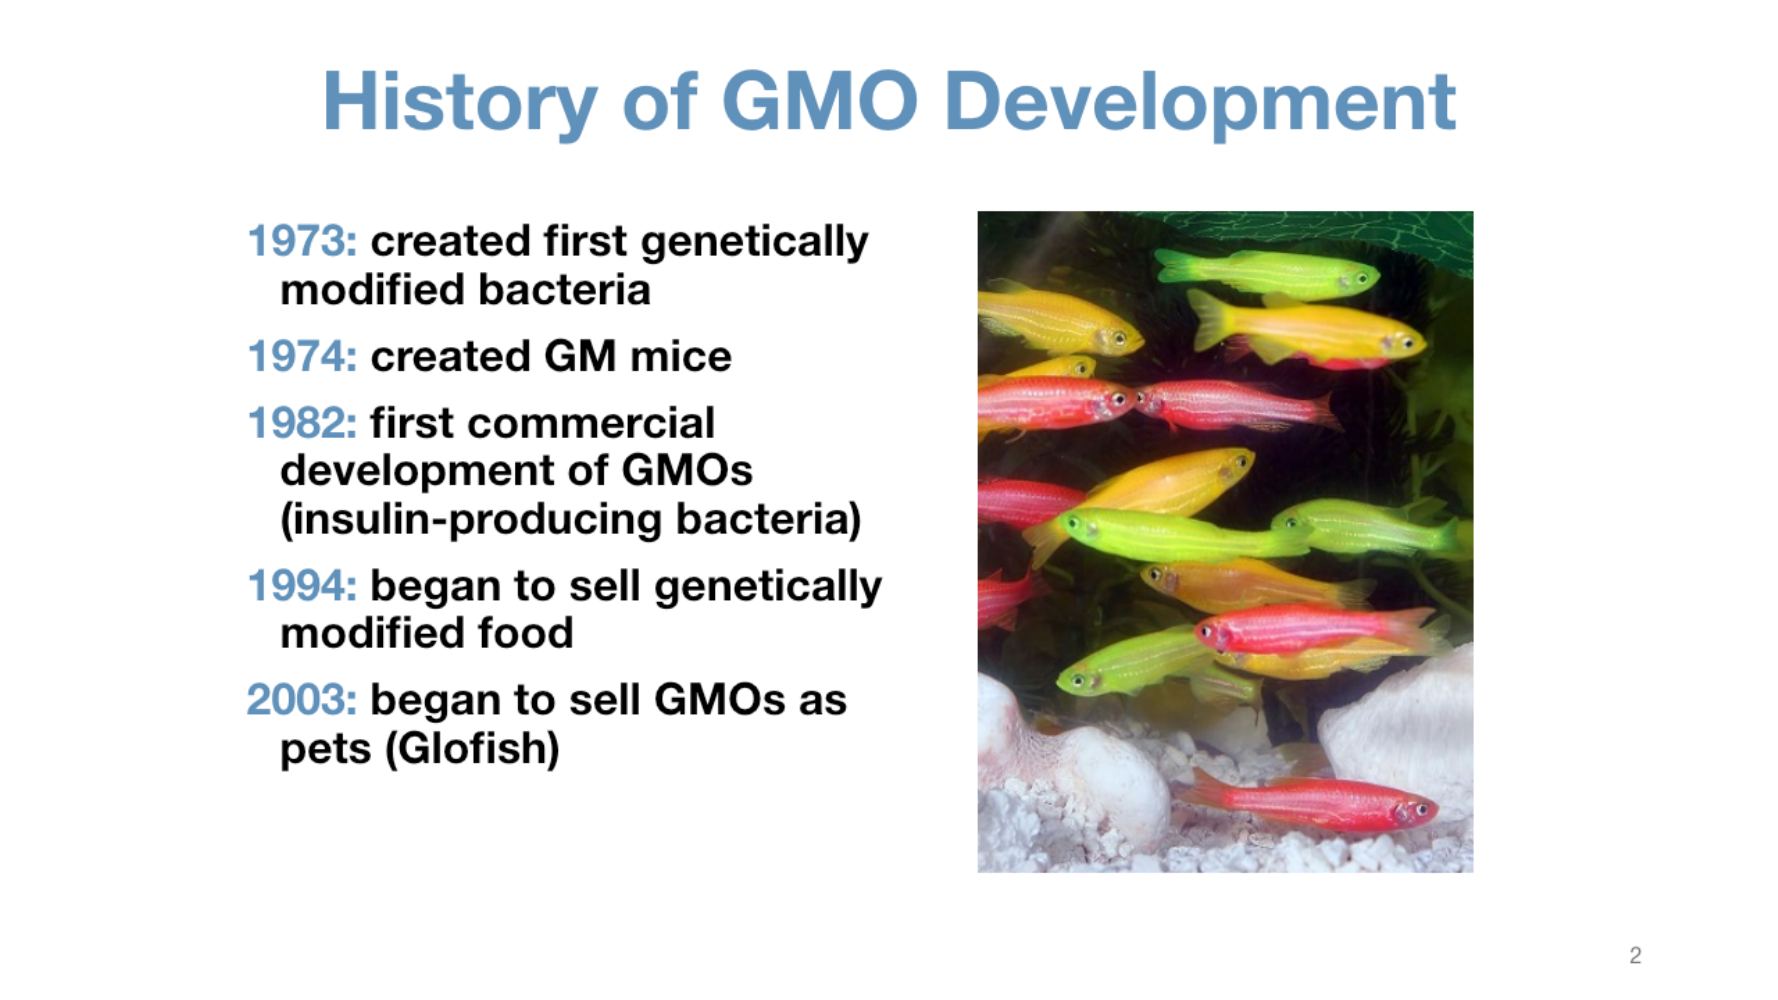 History of GMO Development
1973: created first genetically
modified bacteria
1974: created GM mice
1982: first commercial
development of GMOs
(insulin-producing bacteria)
1994: began to sell genetically
modified food
2003: began to sell GMOs as
pets (Glofish)
2